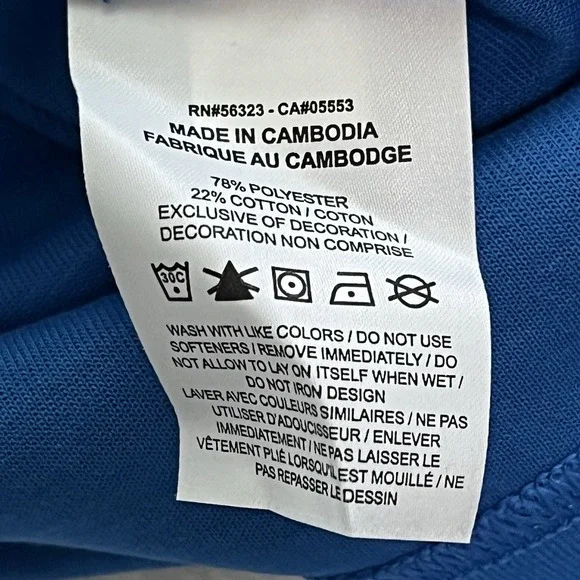 RN#56323 - CA#05553
MADE IN CAMBODIA
FABRIQUE AU CAMBODGE
78% POLYESTER
22% COTTON / COTON
EXCLUSIVE OF DECORATION /
DECORATION NON COMPRISE
30C
WASH WITH LIKE COLORS / DO NOT USE
SOFTENERS / REMOVE IMMEDIATELY / DO
NOT ALLOW TO LAY ON ITSELF WHEN WET /
DO NOT IRON DESIGN
LAVER AVEC COULEURS SIMILAIRES / NE PAS
UTILISER D'ADOUCISSEUR / ENLEVER
IMMEDIATEMENT / NE PAS LAISSER LE
VÊTEMENT PLIÉ LORSQU'IL EST MOUILLÉ / NE
PAS REPASSER LE DESSIN